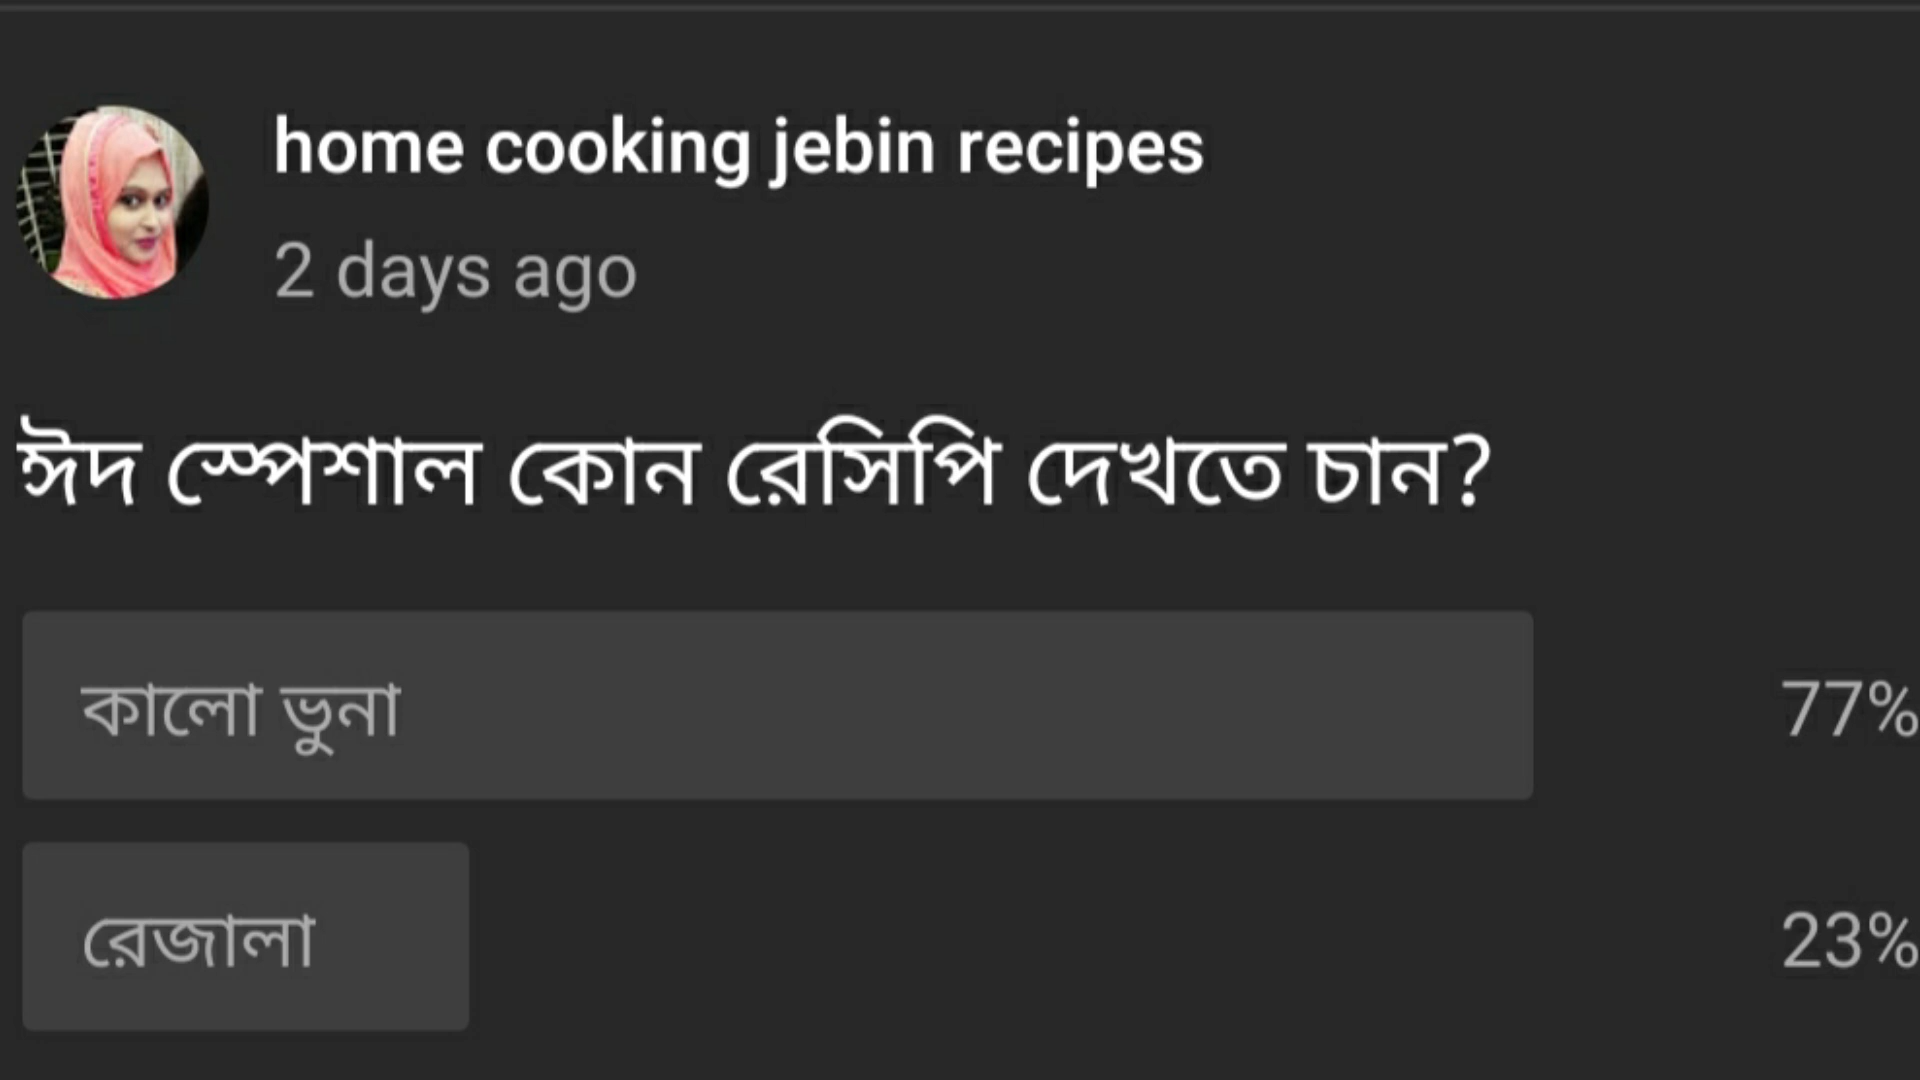 home cooking jebin recipes
2 days ago
ঈদ স্পেশাল কোন রেসিপি দেখতে চান?
কালো ভুনা
77%
রেজালা
23%